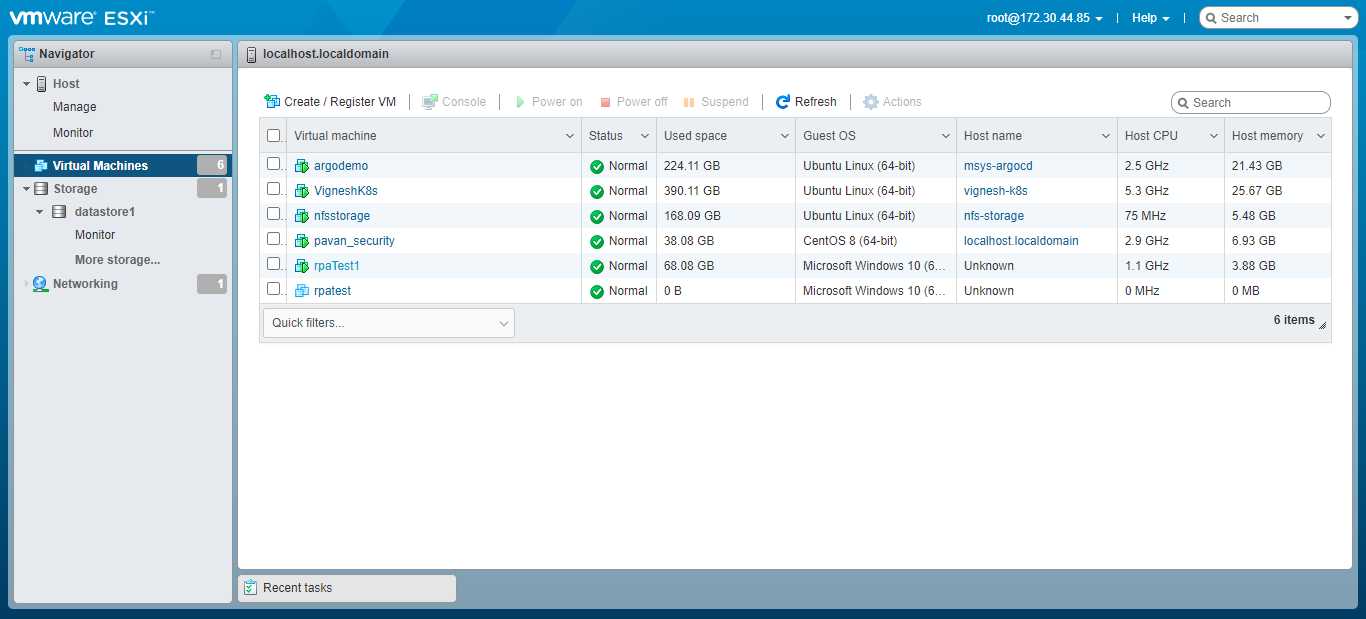 vmware ESXi™
root@172.30.44.85 Help Search
Navigator
Host
Manage
Monitor
Virtual Machines 6
Storage 1
datastore1
Monitor
More storage...
Networking 1
localhost.localdomain
Create / Register VM Console Power on Power off Suspend Refresh Actions Search
Virtual machine Status Used space Guest OS Host name Host CPU Host memory
argodemo Normal 224.11 GB Ubuntu Linux (64-bit) msys-argocd 2.5 GHz 21.43 GB
VigneshK8s Normal 390.11 GB Ubuntu Linux (64-bit) vignesh-k8s 5.3 GHz 25.67 GB
nfsstorage Normal 168.09 GB Ubuntu Linux (64-bit) nfs-storage 75 MHz 5.48 GB
pavan_security Normal 38.08 GB CentOS 8 (64-bit) localhost.localdomain 2.9 GHz 6.93 GB
rpaTest1 Normal 68.08 GB Microsoft Windows 10 (6... Unknown 1.1 GHz 3.88 GB
rpatest Normal 0 B Microsoft Windows 10 (6... Unknown 0 MHz 0 MB
Quick filters... 6 items
Recent tasks